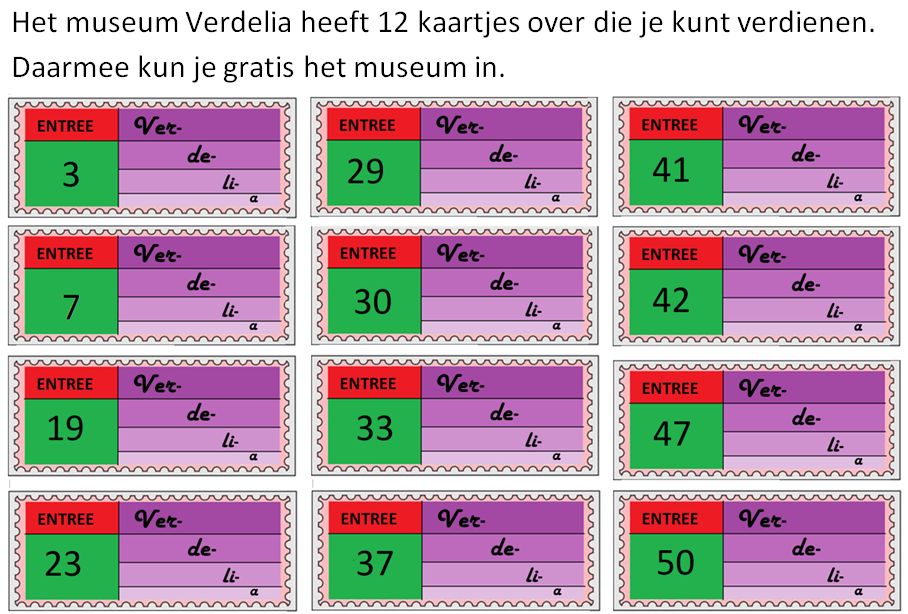 Het museum Verdelia heeft 12 kaartjes over die je kunt verdienen.
Daarmee kun je gratis het museum in.
ENTREE Ver-
3 de-
li-
a
ENTREE Ver-
29 de-
li-
a
ENTREE Ver-
41 de-
li-
a
ENTREE Ver-
7 de-
li-
a
ENTREE Ver-
30 de-
li-
a
ENTREE Ver-
42 de-
li-
a
ENTREE Ver-
19 de-
li-
a
ENTREE Ver-
33 de-
li-
a
ENTREE Ver-
47 de-
li-
a
ENTREE Ver-
23 de-
li-
a
ENTREE Ver-
37 de-
li-
a
ENTREE Ver-
50 de-
li-
a